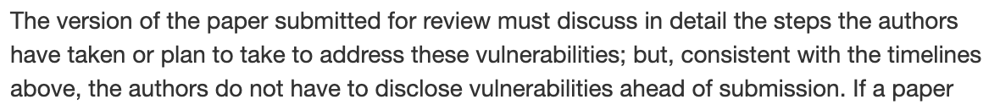 The version of the paper submitted for review must discuss in detail the steps the authors
have taken or plan to take to address these vulnerabilities; but, consistent with the timelines
above, the authors do not have to disclose vulnerabilities ahead of submission. If a paper